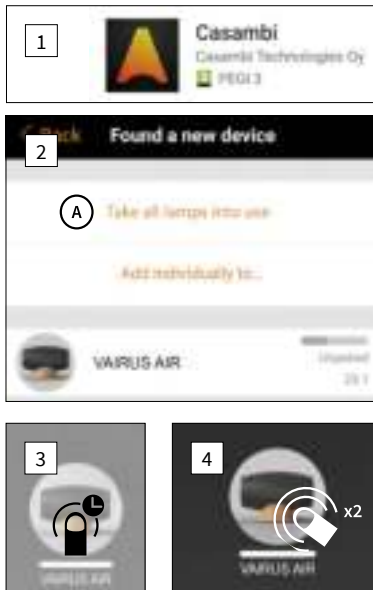 1
Casambi
Casambi Technologies Oy
PEGI 3
2
Back
Found a new device
A
Take all lamps into use
Add individually to...
VAIRUS AIR
Unpaired
3
VAIRUS AIR
4
x2
VAIRUS AIR